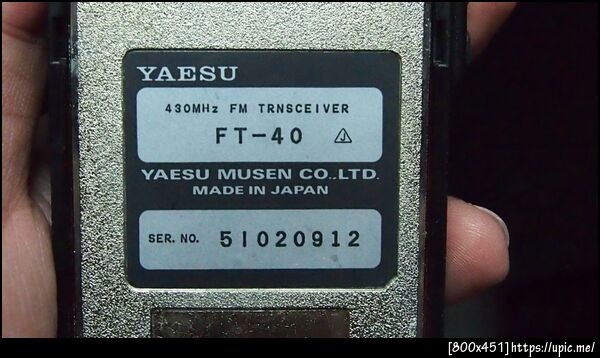 YAESU
430MHz FM TRNSCEIVER
FT-40 J
YAESU MUSEN CO.,LTD.
MADE IN JAPAN
SER. NO. 51020912
[800x451]https://upic.me/